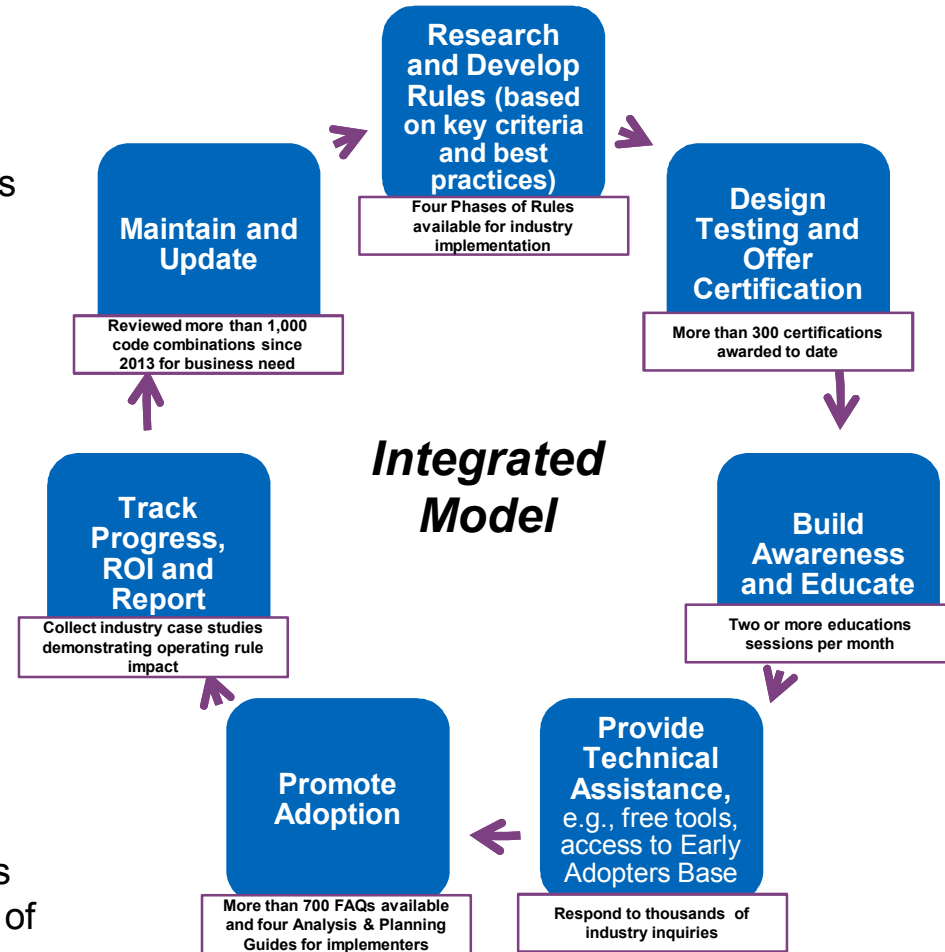 Research
and Develop
Rules (based
on key criteria
and best
practices)
Four Phases of Rules
available for industry
implementation
Design
Testing and
Offer
Certification
More than 300 certifications
awarded to date
Build
Awareness
and Educate
Two or more educations
sessions per month
Provide
Technical
Assistance,
e.g., free tools,
access to Early
Adopters Base
Respond to thousands of
industry inquiries
Promote
Adoption
More than 700 FAQs available
and four Analysis & Planning
Guides for implementers
Track
Progress,
ROI and
Report
Collect industry case studies
demonstrating operating rule
impact
Maintain and
Update
Reviewed more than 1,000
code combinations since
2013 for business need
Integrated
Model
s
s
of